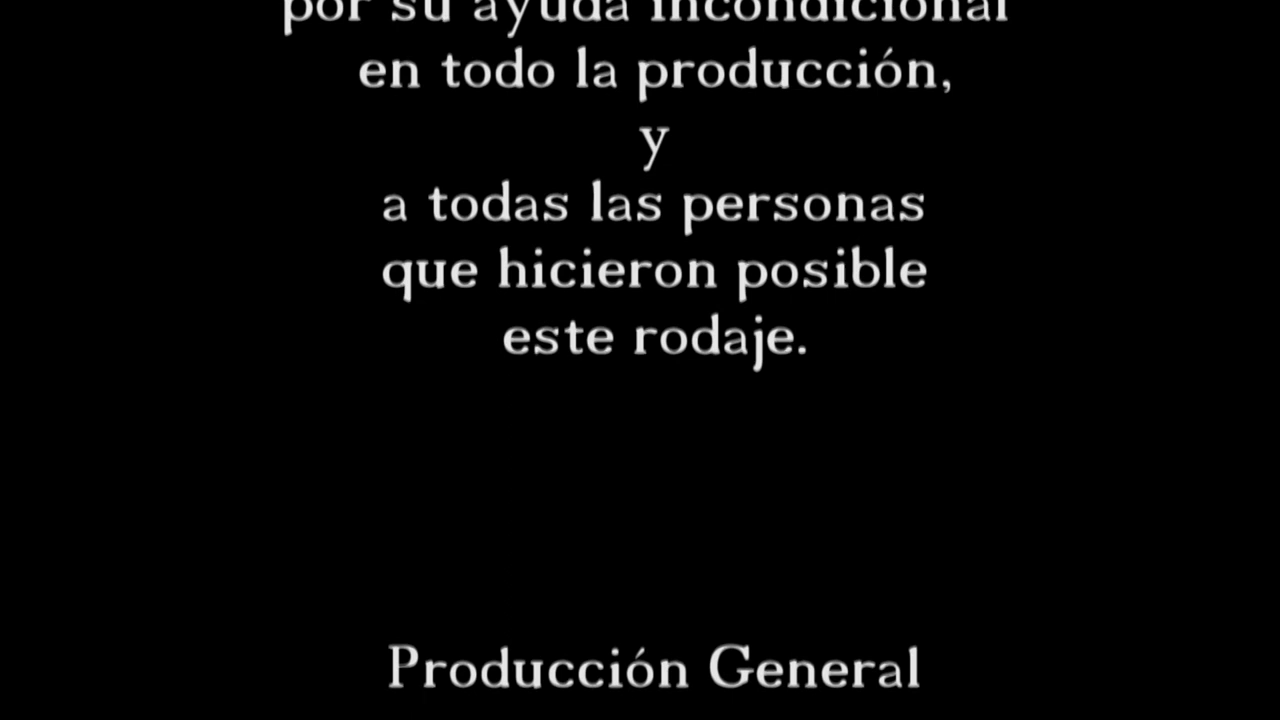 por su ayuda incondicional
en todo la producción,
y
a todas las personas
que hicieron posible
este rodaje.
Producción General